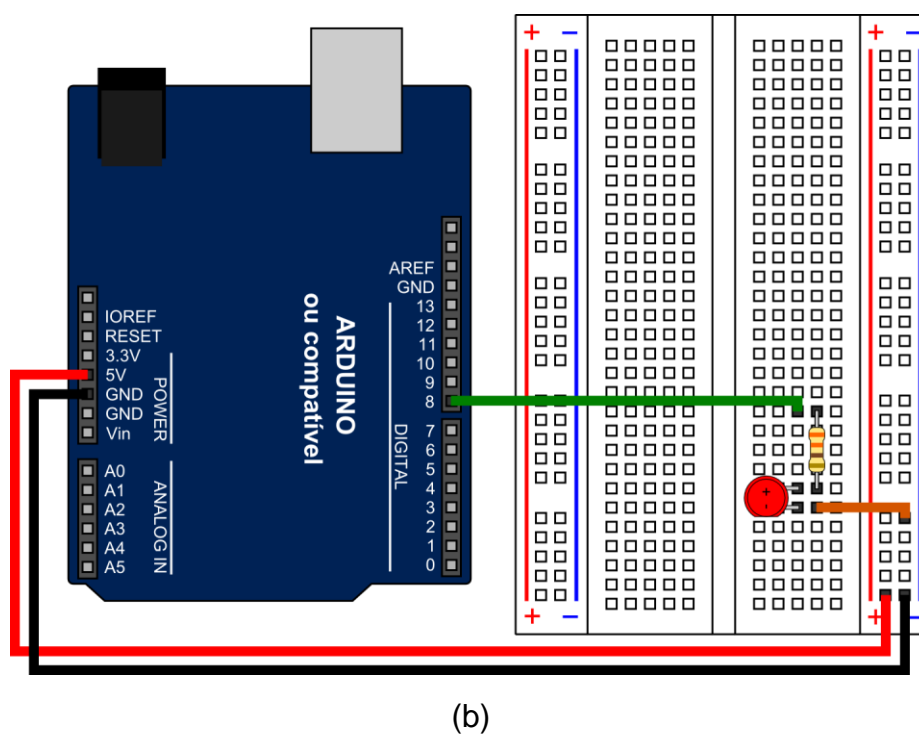 + −
+ −
IOREF
RESET
3.3V
5V
GND
GND
Vin
POWER
A0
A1
A2
A3
A4
A5
ANALOG IN
ARDUINO
ou compatível
AREF
GND
13
12
11
10
9
8
7
6
5
4
3
2
1
0
DIGITAL
+
-
+ −
+ −
(b)